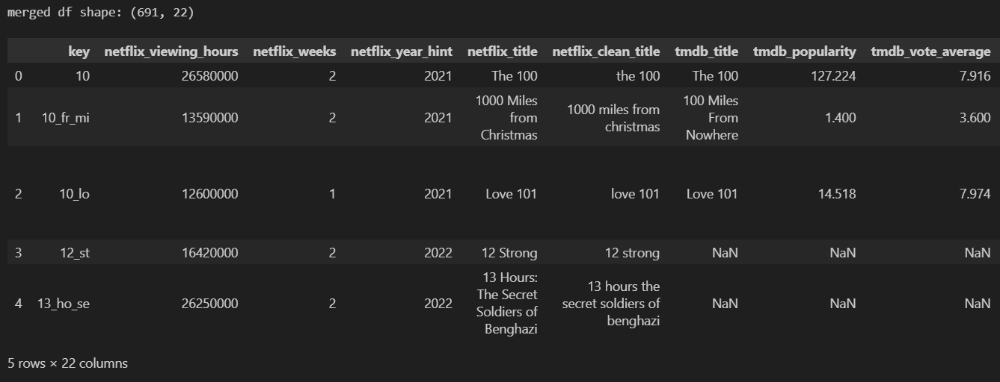 merged df shape: (691, 22)
key netflix_viewing_hours netflix_weeks netflix_year_hint netflix_title netflix_clean_title tmdb_title tmdb_popularity tmdb_vote_average
0 10 26580000 2 2021 The 100 the 100 The 100 127.224 7.916
1 10_fr_mi 13590000 2 2021 1000 Miles from Christmas 1000 miles from christmas 100 Miles From Nowhere 1.400 3.600
2 10_lo 12600000 1 2021 Love 101 love 101 Love 101 14.518 7.974
3 12_st 16420000 2 2022 12 Strong 12 strong NaN NaN NaN
4 13_ho_se 26250000 2 2022 13 Hours: The Secret Soldiers of Benghazi 13 hours the secret soldiers of benghazi NaN NaN NaN
5 rows × 22 columns